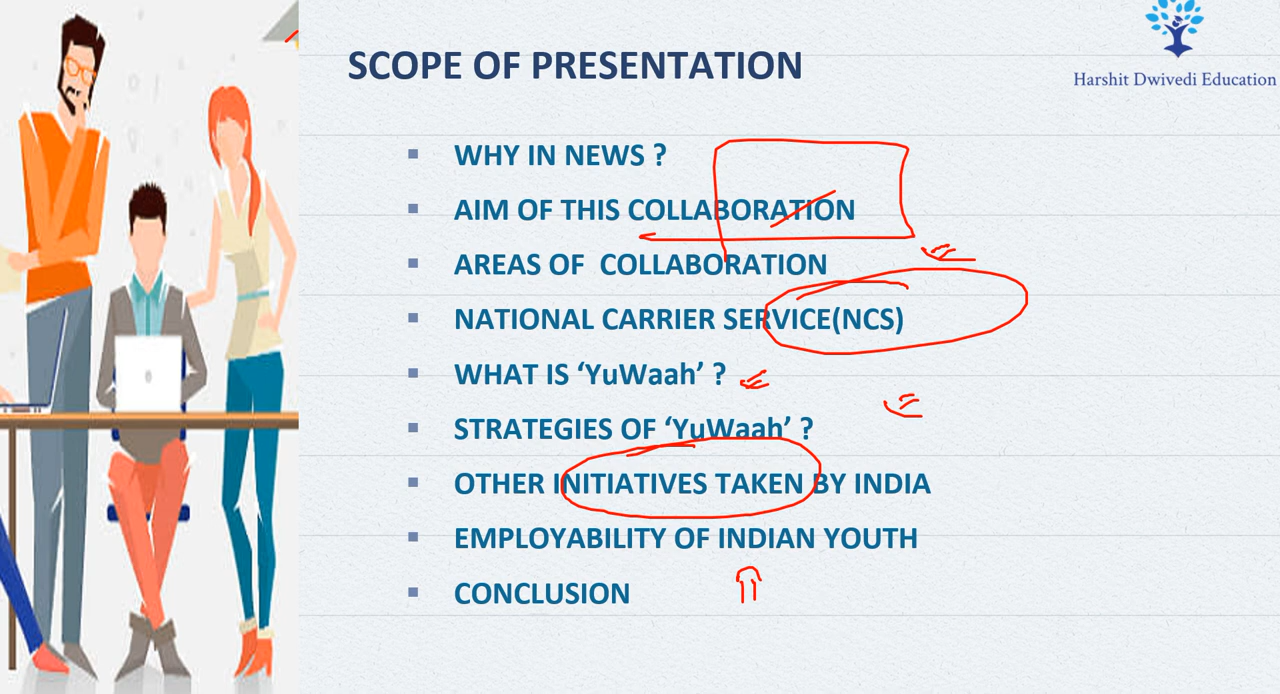 SCOPE OF PRESENTATION
Harshit Dwivedi Education
WHY IN NEWS ?
AIM OF THIS COLLABORATION
AREAS OF COLLABORATION
NATIONAL CARRIER SERVICE(NCS)
WHAT IS ‘YuWaah’ ?
STRATEGIES OF ‘YuWaah’ ?
OTHER INITIATIVES TAKEN BY INDIA
EMPLOYABILITY OF INDIAN YOUTH
CONCLUSION